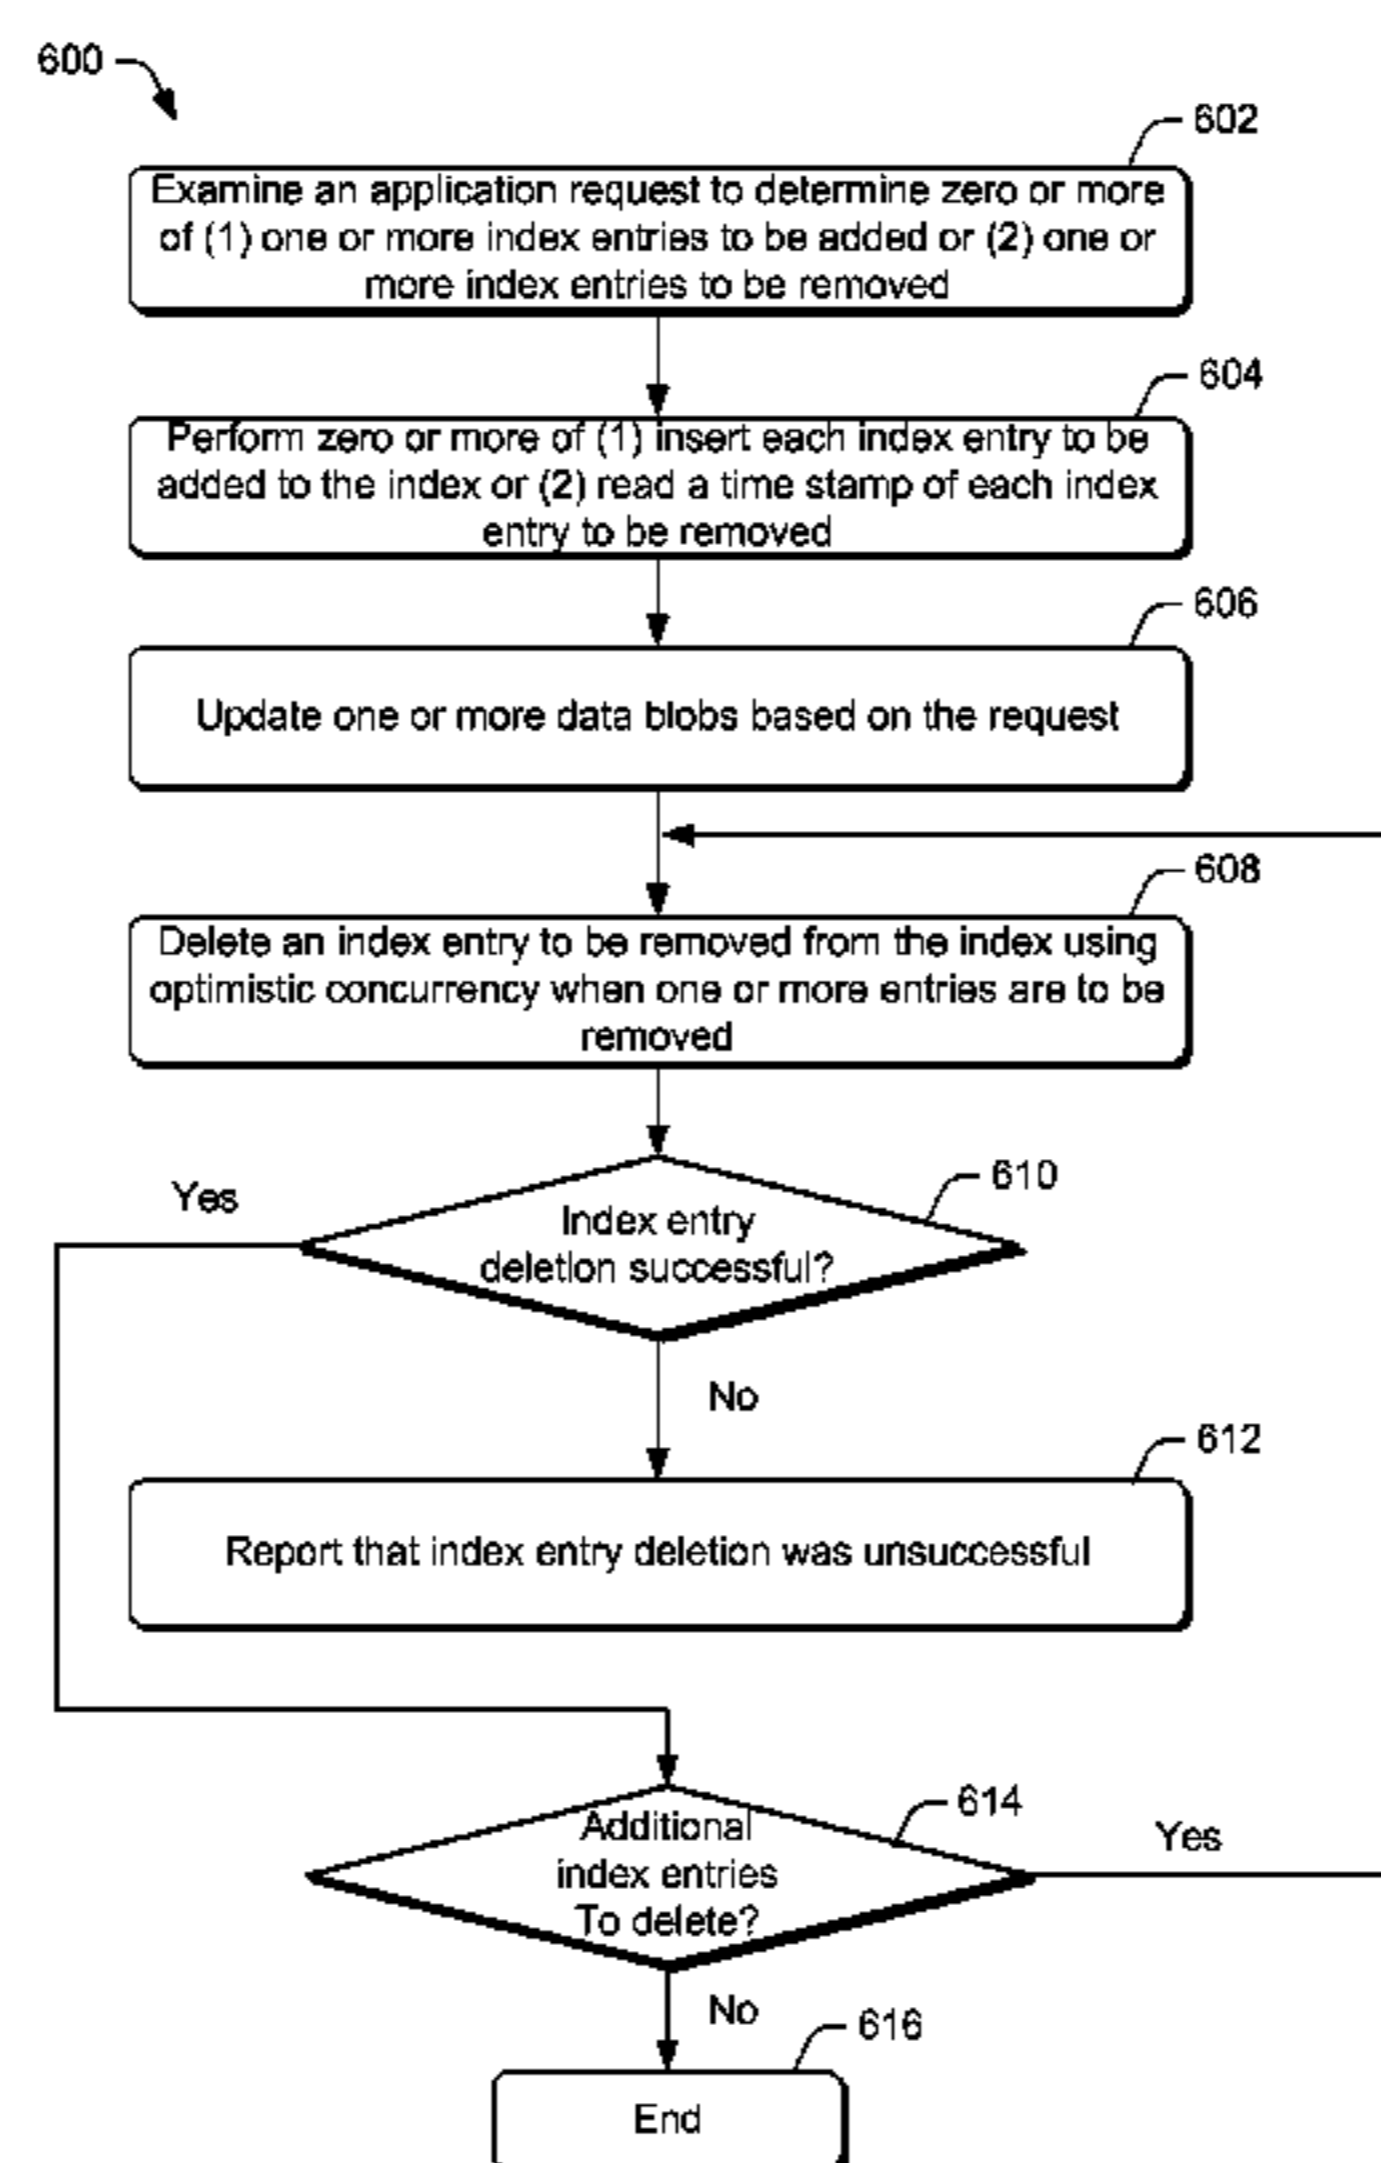 600
602
Examine an application request to determine zero or more
of (1) one or more index entries to be added or (2) one or
more index entries to be removed
604
Perform zero or more of (1) insert each index entry to be
added to the index or (2) read a time stamp of each index
entry to be removed
606
Update one or more data blobs based on the request
608
Delete an index entry to be removed from the index using
optimistic concurrency when one or more entries are to be
removed
610
Yes
Index entry
deletion successful?
No
612
Report that index entry deletion was unsuccessful
614
Additional
index entries
To delete?
Yes
No
616
End